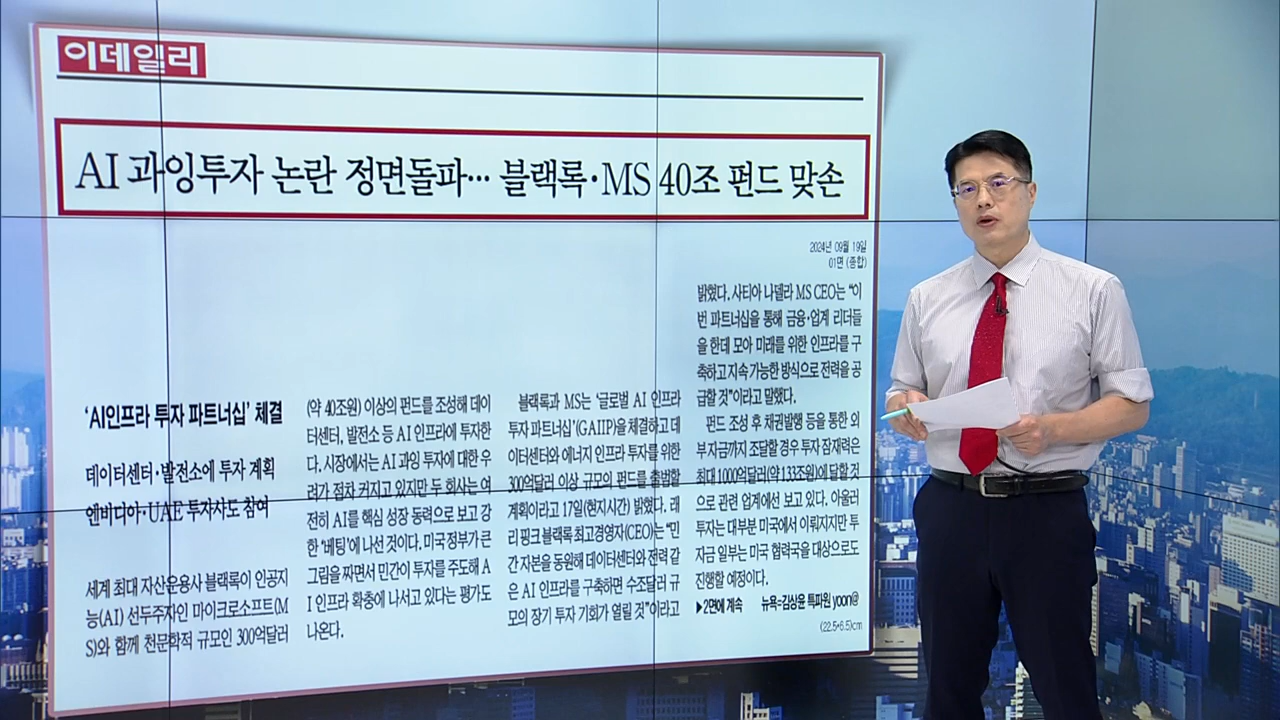 이데일리
AI 과잉투자 논란 정면돌파… 블랙록·MS 40조 펀드 맞손
2024년 09월 19일
01면 (종합)
'AI인프라 투자 파트너십' 체결
데이터센터·발전소에 투자 계획
엔비디아·UAE 투자사도 참여
세계 최대 자산운용사 블랙록이 인공지
능(AI) 선두주자인 마이크로소프트(M
S)와 함께 천문학적 규모인 300억달러
(약 40조원) 이상의 펀드를 조성해 데이
터센터, 발전소 등 AI 인프라에 투자한
다. 시장에서는 AI 과잉 투자에 대한 우
려가 점차 커지고 있지만 두 회사는 여
전히 AI를 핵심 성장 동력으로 보고 강
한 '베팅'에 나선 것이다. 미국 정부가 큰
그림을 짜면서 민간이 투자를 주도해 A
I 인프라 확충에 나서고 있다는 평가도
나온다.
블랙록과 MS는 '글로벌 AI 인프라
투자 파트너십'(GAIIP)을 체결하고 데
이터센터와 에너지 인프라 투자를 위한
300억달러 이상 규모의 펀드를 출범할
계획이라고 17일(현지시간) 밝혔다. 래
리 핑크 블랙록 최고경영자(CEO)는 "민
간 자본을 동원해 데이터센터와 전력 같
은 AI 인프라를 구축하면 수조달러 규
모의 장기 투자 기회가 열릴 것"이라고
밝혔다. 사티아 나델라 MS CEO는 "이
번 파트너십을 통해 금융·업계 리더들
을 한데 모아 미래를 위한 인프라를 구
축하고 지속 가능한 방식으로 전력을 공
급할 것"이라고 말했다.
펀드 조성 후 채권발행 등을 통한 외
부 자금까지 조달할 경우 투자 잠재력은
최대 1000억달러(약 133조원)에 달할 것
으로 관련 업계에선 보고 있다. 아울러
투자는 대부분 미국에서 이뤄지지만 투
자금 일부는 미국 협력국을 대상으로도
진행할 예정이다.
▶2면에 계속 뉴욕=김상윤 특파원 yoon@
(22.5*6.5)cm